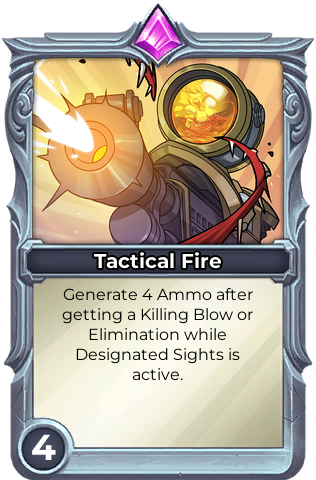 Tactical Fire
Generate 4 Ammo after
getting a Killing Blow or
Elimination while
Designated Sights is
active.
4